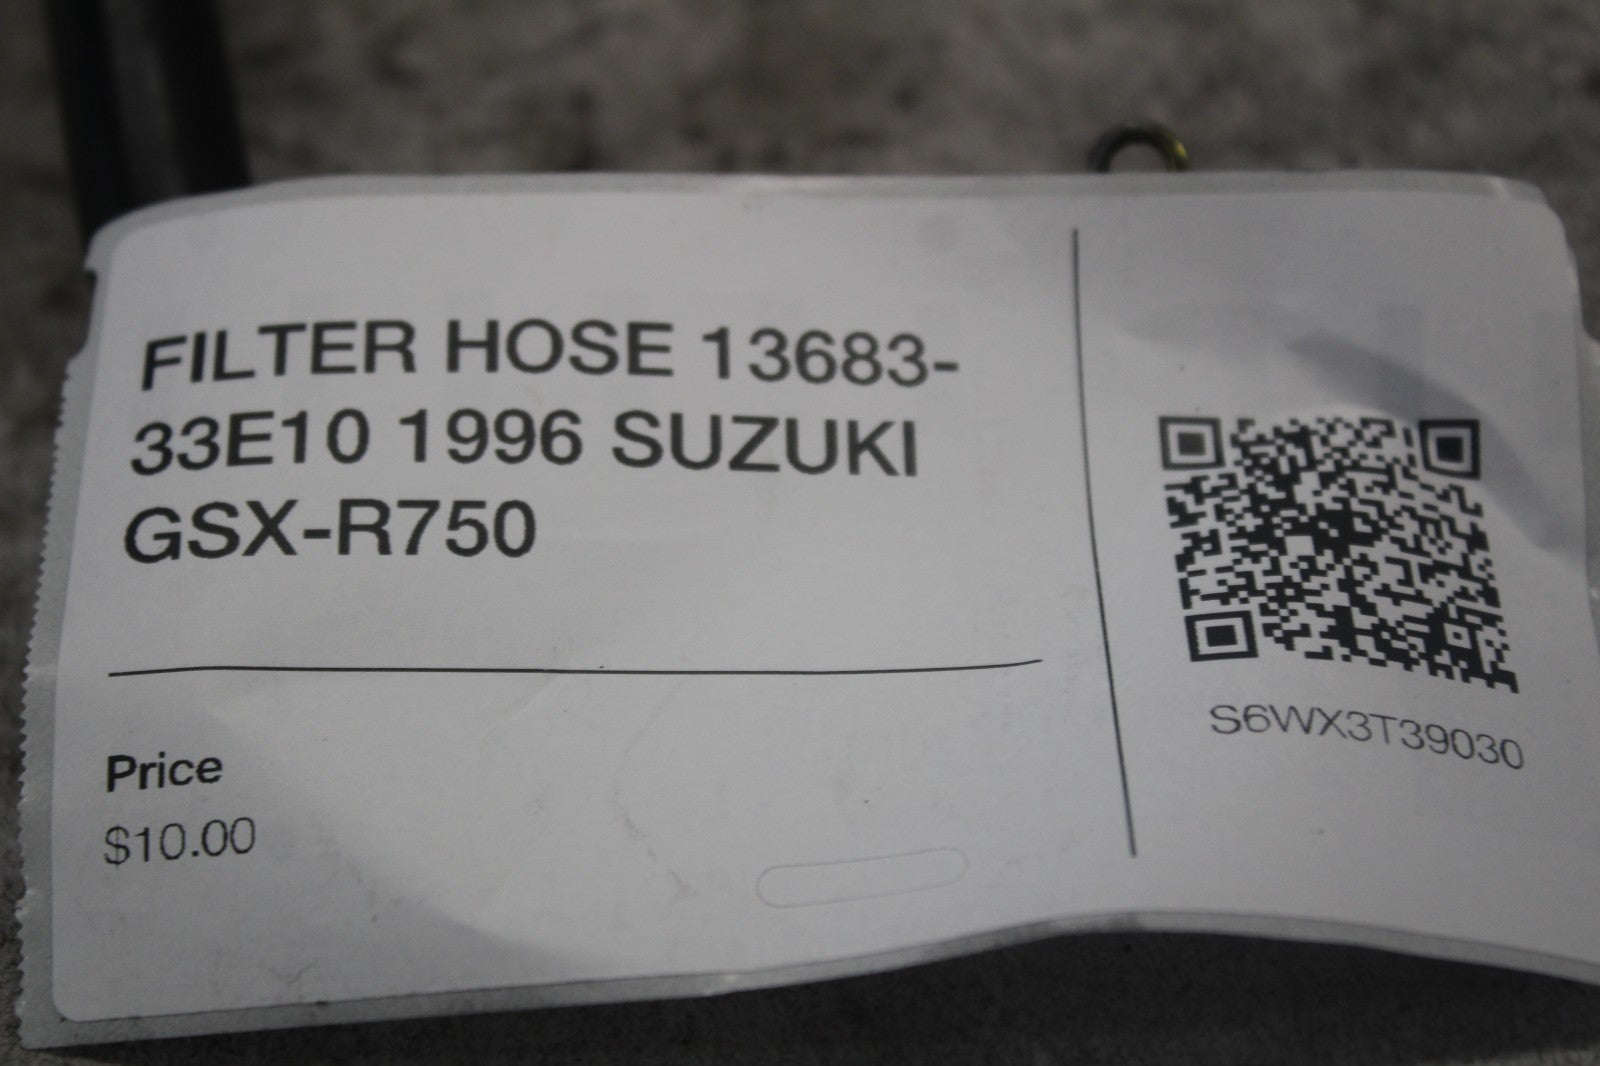 FILTER HOSE 13683-
33E10 1996 SUZUKI
GSX-R750
Price
$10.00
S6WX3T39030